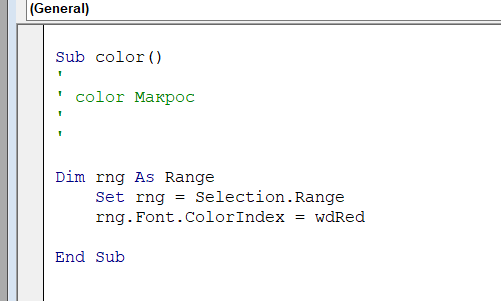 (General)
Sub color()
'
' color Макрос
'
'
Dim rng As Range
Set rng = Selection.Range
rng.Font.ColorIndex = wdRed
End Sub